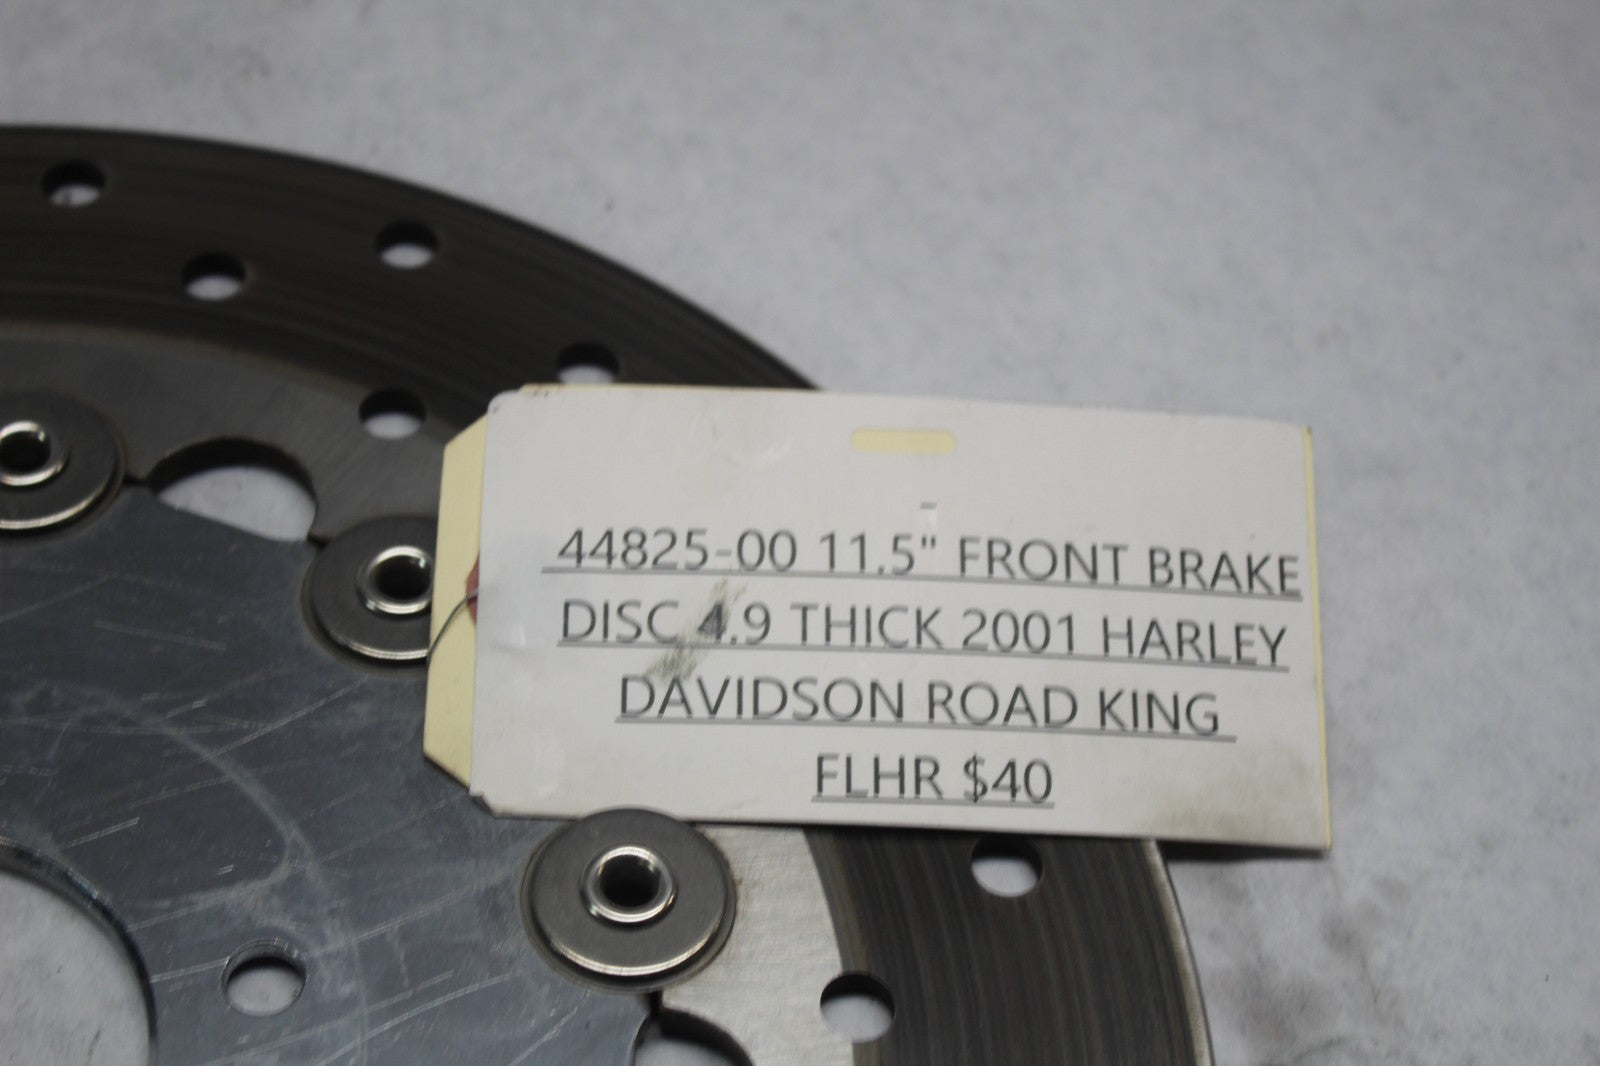 44825-00 11.5" FRONT BRAKE
DISC 4.9 THICK 2001 HARLEY
DAVIDSON ROAD KING
FLHR $40